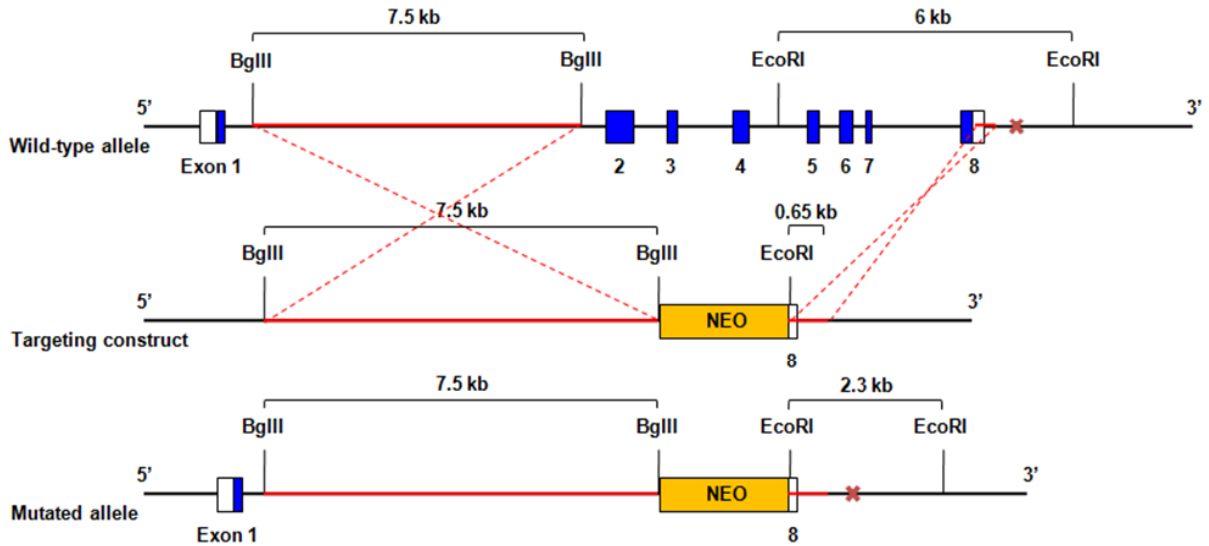 7.5 kb 6 kb
BglII BglII EcoRI EcoRI
5’ 3’
Wild-type allele
Exon 1 2 3 4 5 6 7 8
7.5 kb 0.65 kb
BglII BglII EcoRI
5’ 3’
NEO
Targeting construct
8
7.5 kb 2.3 kb
BglII BglII EcoRI EcoRI
5’ 3’
NEO
Mutated allele
Exon 1 8